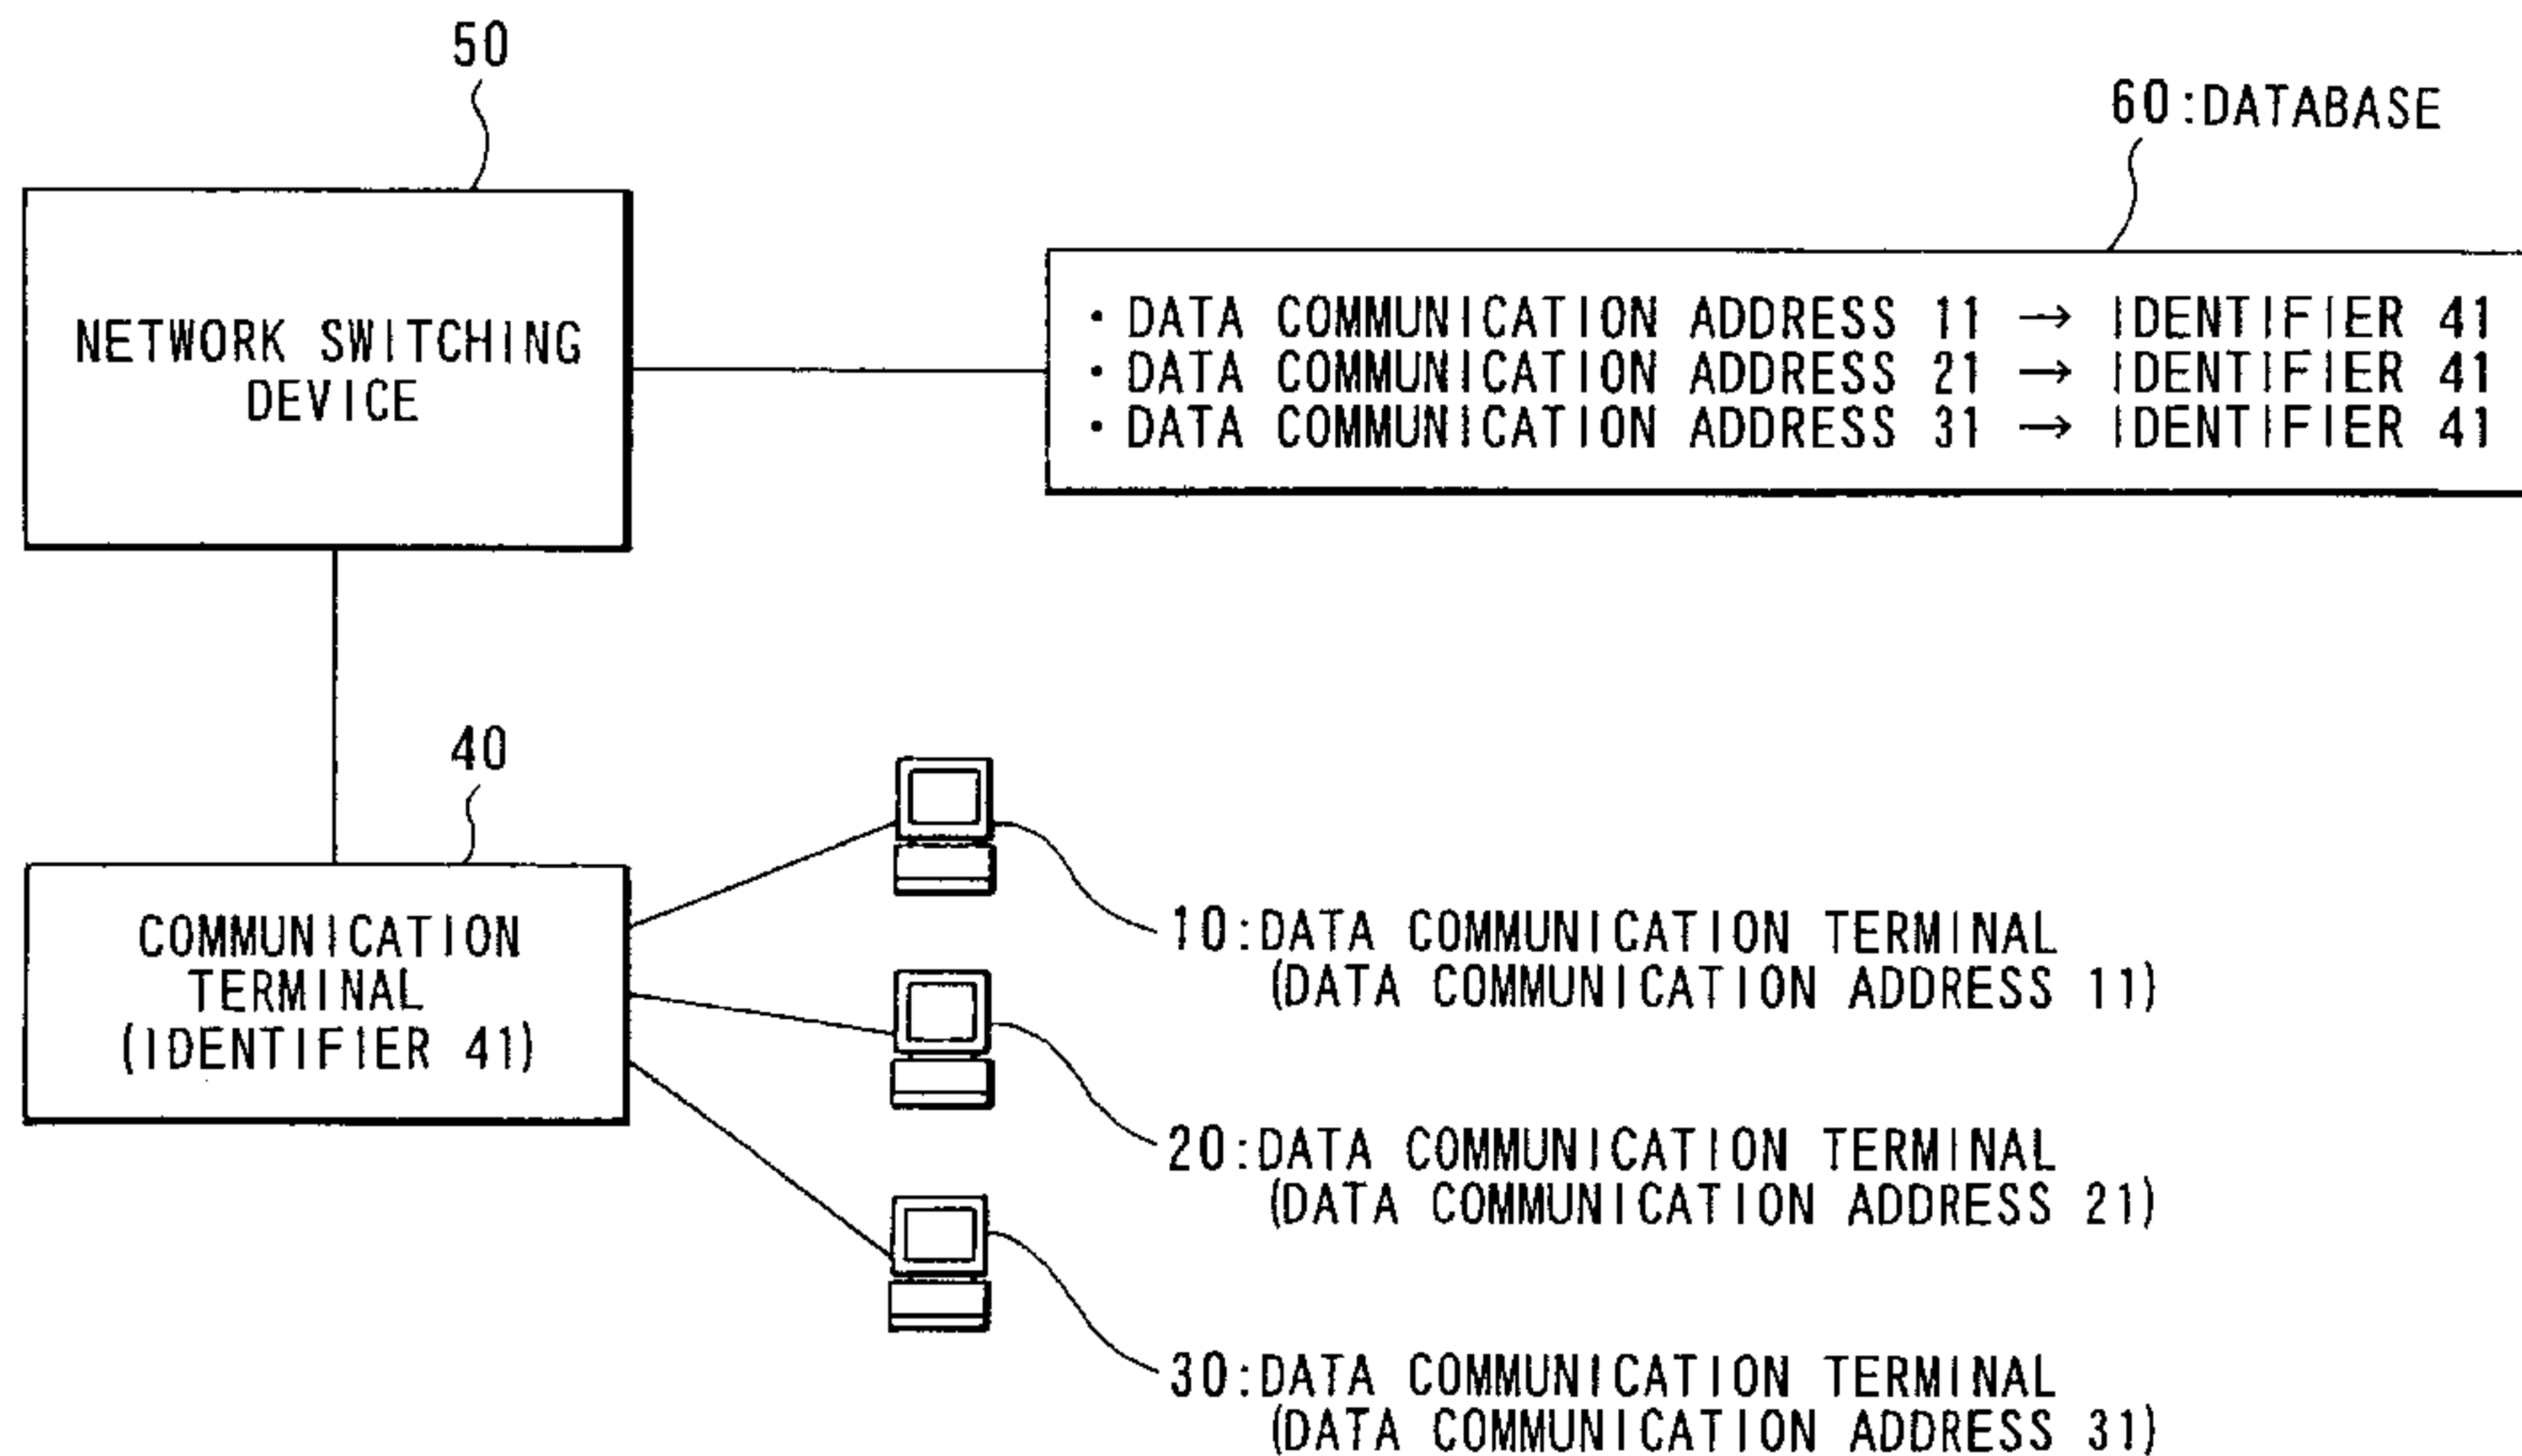 50
60:DATABASE
NETWORK SWITCHING
DEVICE
・DATA COMMUNICATION ADDRESS 11 → IDENTIFIER 41
・DATA COMMUNICATION ADDRESS 21 → IDENTIFIER 41
・DATA COMMUNICATION ADDRESS 31 → IDENTIFIER 41
40
COMMUNICATION
TERMINAL
(IDENTIFIER 41)
10:DATA COMMUNICATION TERMINAL
(DATA COMMUNICATION ADDRESS 11)
20:DATA COMMUNICATION TERMINAL
(DATA COMMUNICATION ADDRESS 21)
30:DATA COMMUNICATION TERMINAL
(DATA COMMUNICATION ADDRESS 31)